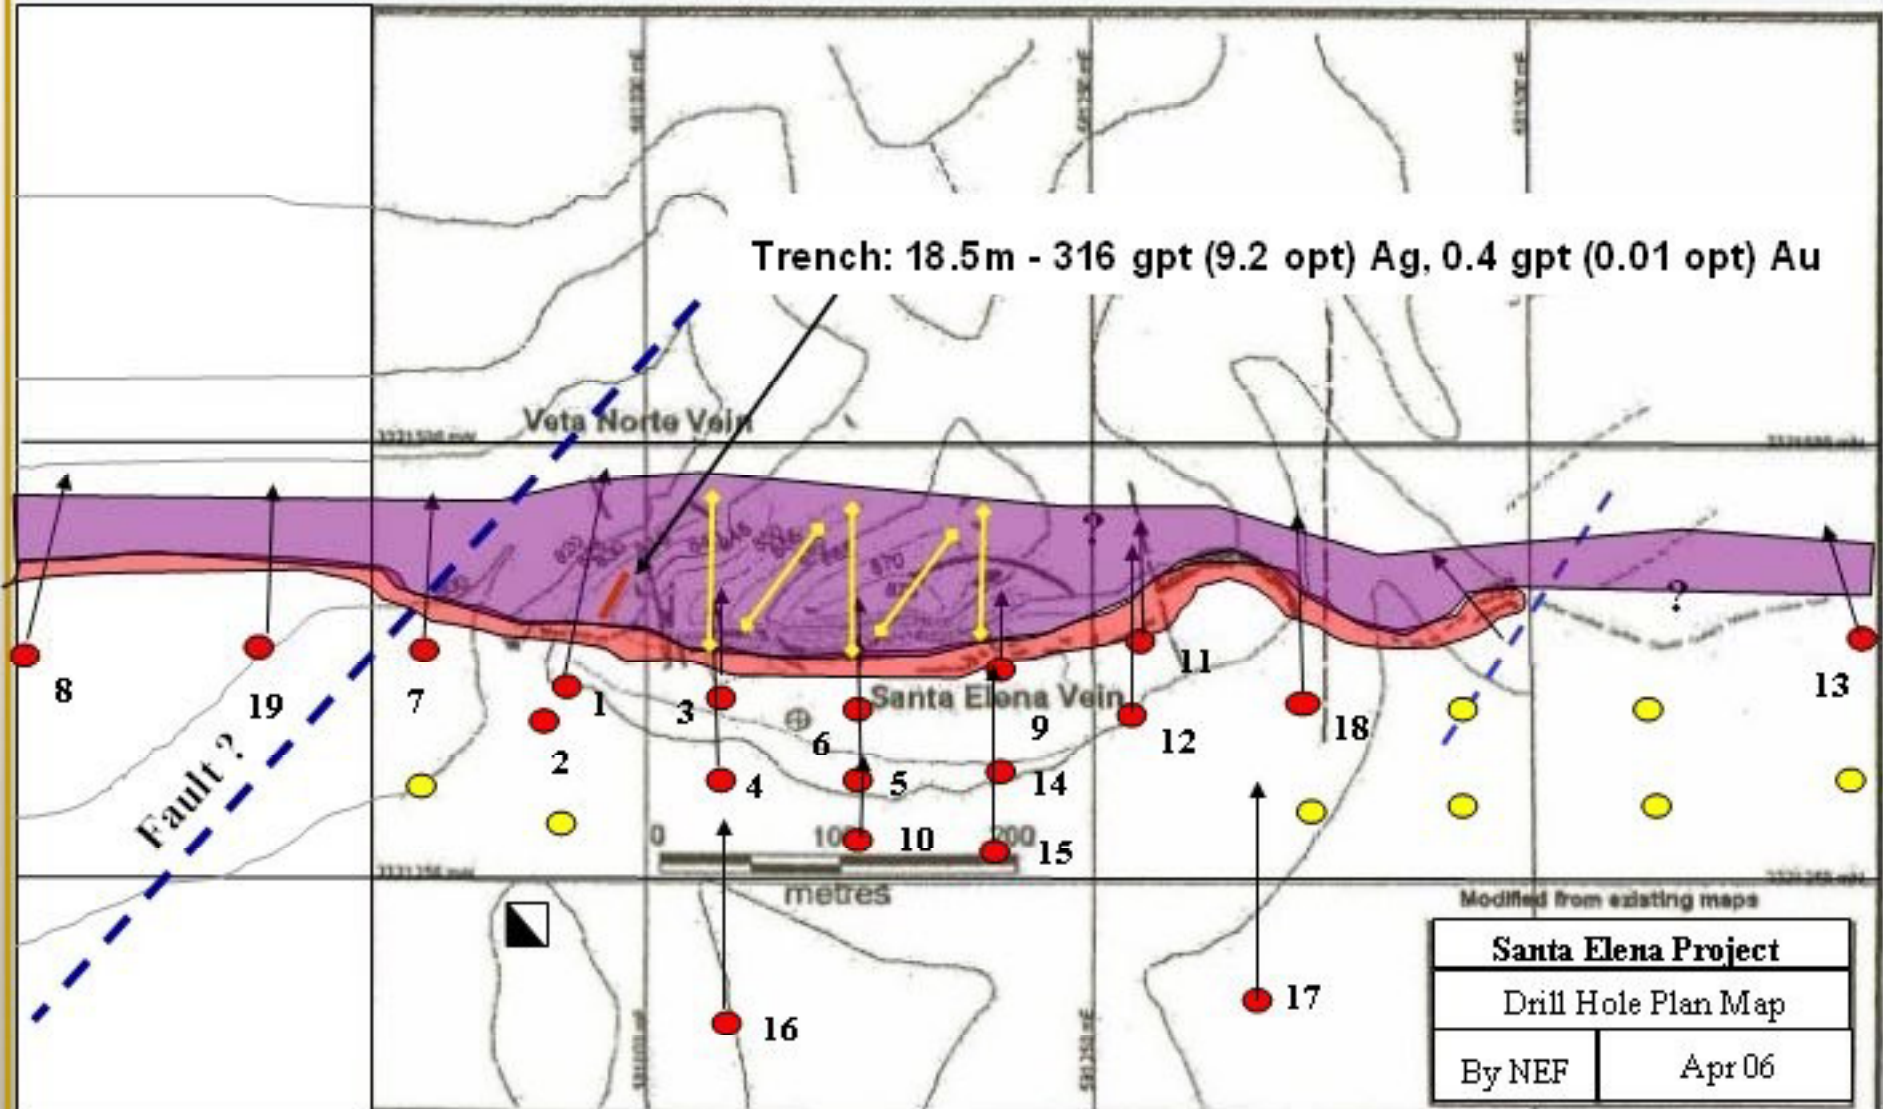 Trench: 18.5m - 316 gpt (9.2 opt) Ag, 0.4 gpt (0.01 opt) Au
Veta Norte Vein
?
870
?
8
19
7
1
2
3
4
6
5
10
Santa Elena Vein
9
14
15
11
12
18
13
Fault ?
0
200
metres
16
17
Modified from existing maps
Santa Elena Project
Drill Hole Plan Map
By NEF
Apr 06